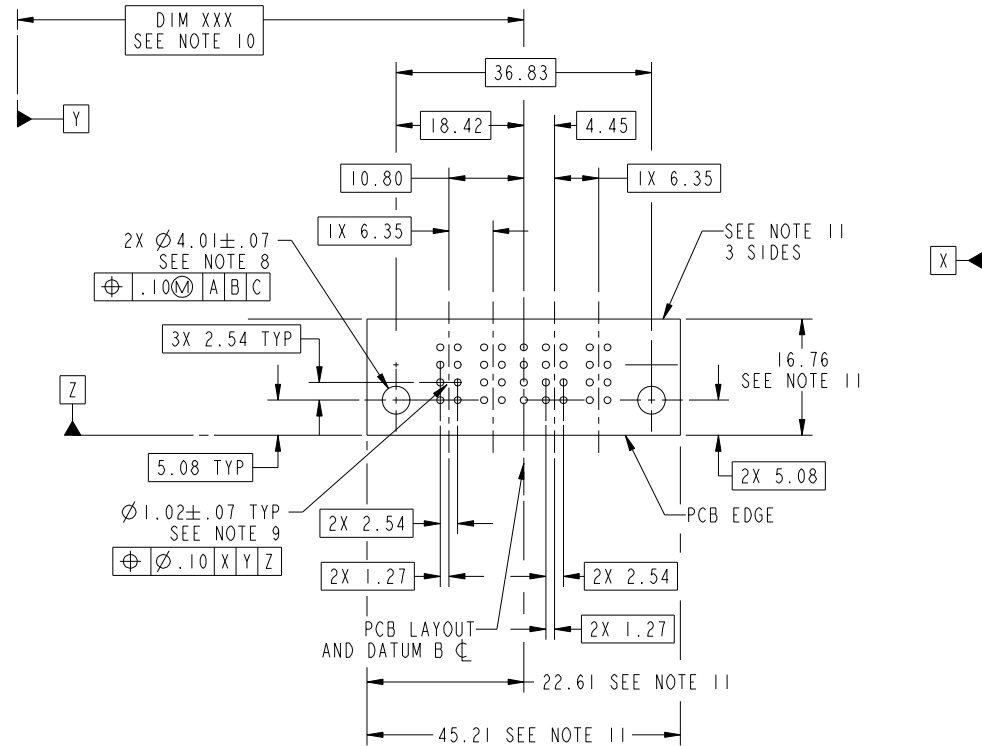 DIM XXX
SEE NOTE 10
36.83
Y
18.42
4.45
10.80
1X 6.35
1X 6.35
2X Ø4.01±.07
SEE NOTE 8
⌖ .10Ⓜ A B C
SEE NOTE 11
3 SIDES
X
3X 2.54 TYP
16.76
SEE NOTE 11
Z
5.08 TYP
2X 5.08
Ø1.02±.07 TYP
SEE NOTE 9
⌖ Ø.10 X Y Z
2X 2.54
PCB EDGE
2X 1.27
2X 2.54
PCB LAYOUT
AND DATUM B ℄
2X 1.27
22.61 SEE NOTE 11
45.21 SEE NOTE 11